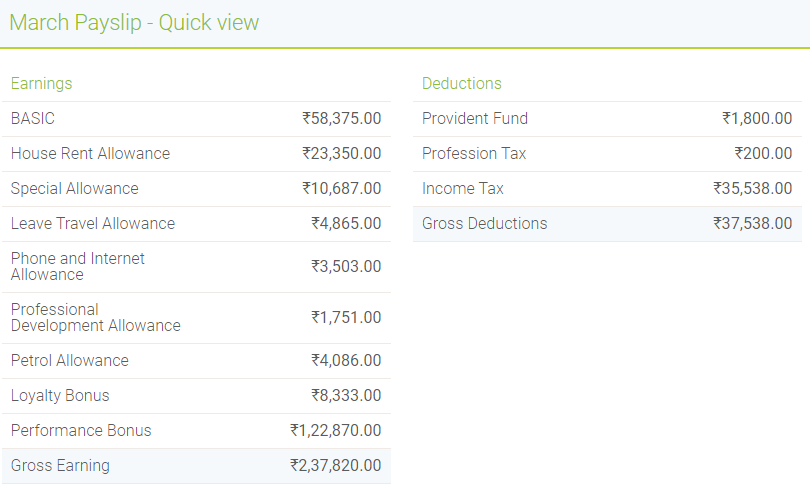 March Payslip - Quick view
Earnings
BASIC ₹58,375.00
House Rent Allowance ₹23,350.00
Special Allowance ₹10,687.00
Leave Travel Allowance ₹4,865.00
Phone and Internet
Allowance ₹3,503.00
Professional
Development Allowance ₹1,751.00
Petrol Allowance ₹4,086.00
Loyalty Bonus ₹8,333.00
Performance Bonus ₹1,22,870.00
Gross Earning ₹2,37,820.00
Deductions
Provident Fund ₹1,800.00
Profession Tax ₹200.00
Income Tax ₹35,538.00
Gross Deductions ₹37,538.00